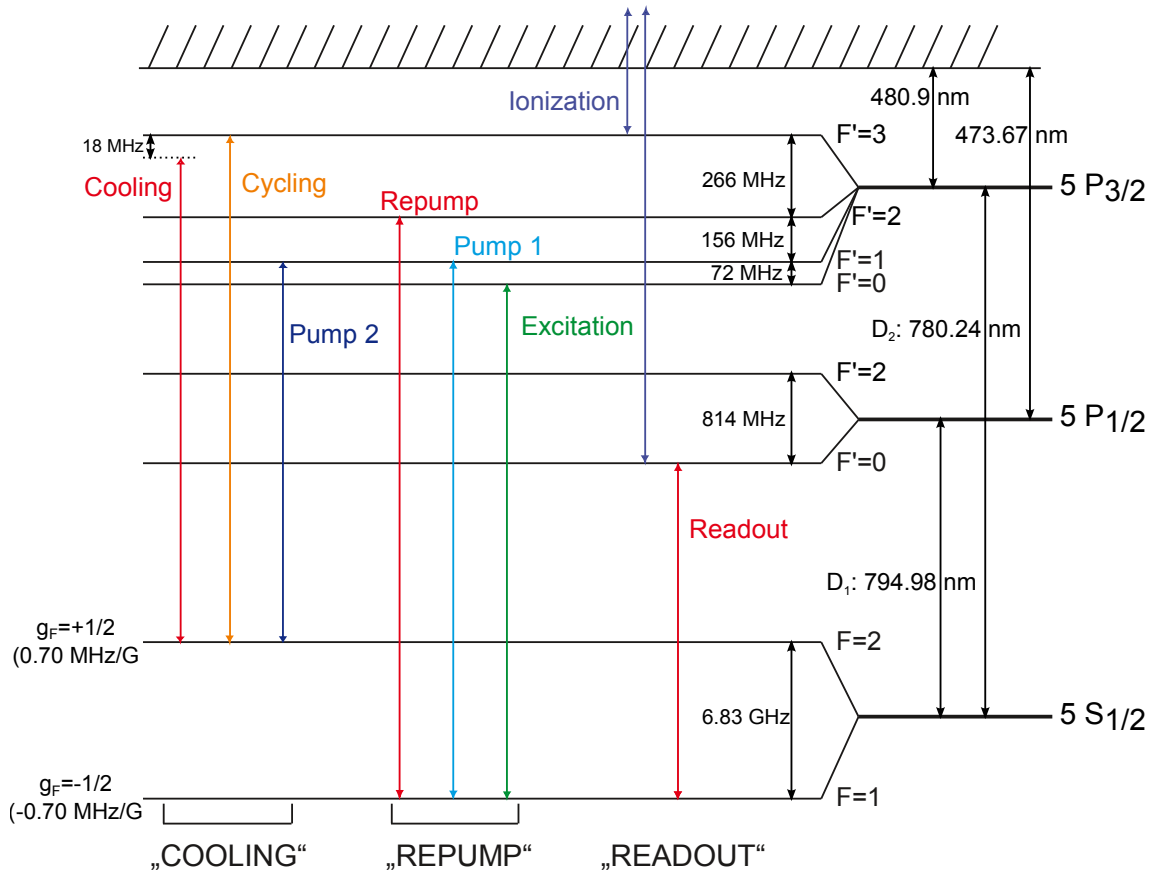 Ionization
480.9 nm
F'=3
473.67 nm
18 MHz
Cooling
Cycling
266 MHz
5 P3/2
Repump
F'=2
156 MHz
Pump 1
F'=1
72 MHz
F'=0
Excitation
Pump 2
D2: 780.24 nm
F'=2
814 MHz
5 P1/2
F'=0
Readout
D1: 794.98 nm
gF=+1/2
(0.70 MHz/G
F=2
6.83 GHz
5 S1/2
gF=-1/2
(-0.70 MHz/G
F=1
„COOLING“
„REPUMP“
„READOUT“